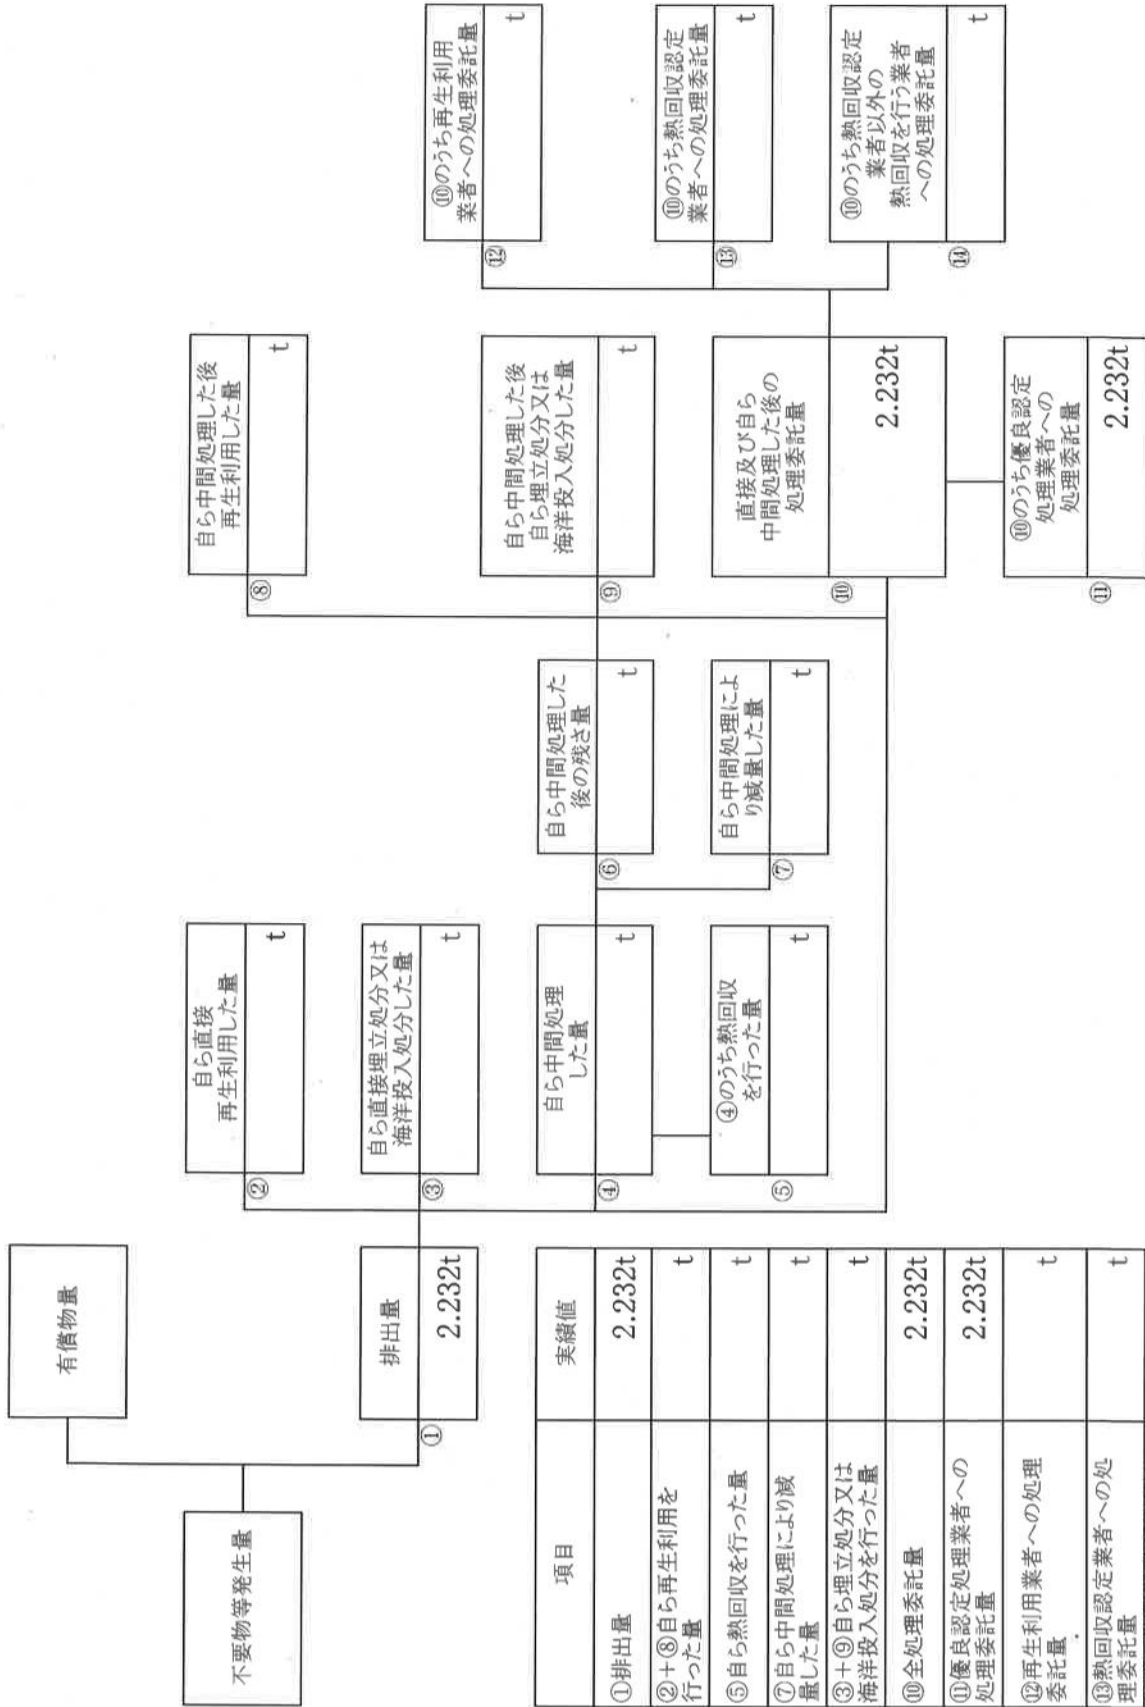 不要物等発生量
有償物量
①
排出量
2.232t
②
自ら直接
再生利用した量
t
③
自ら直接埋立処分又は
海洋投入処分した量
t
④
自ら中間処理
した量
t
⑤
④のうち熱回収
を行った量
t
⑥
自ら中間処理した
後の残さ量
t
⑦
自ら中間処理によ
り減量した量
t
⑧
自ら中間処理した後
再生利用した量
t
⑨
自ら中間処理した後
自ら埋立処分又は
海洋投入処分した量
t
⑩
直接及び自ら
中間処理した後の
処理委託量
2.232t
⑪
⑩のうち優良認定
処理業者への
処理委託量
2.232t
⑫
⑩のうち再生利用
業者への処理委託量
t
⑬
⑩のうち熱回収認定
業者への処理委託量
t
⑭
⑩のうち熱回収認定
業者以外の
熱回収を行う業者
への処理委託量
t
項目
実績値
①排出量
2.232t
②+⑧自ら再生利用を
行った量
t
⑤自ら熱回収を行った量
t
⑦自ら中間処理により減
量した量
t
③+⑨自ら埋立処分又は
海洋投入処分を行った量
t
⑩全処理委託量
2.232t
⑪優良認定処理業者への
処理委託量
2.232t
⑫再生利用業者への処理
委託量
t
⑬熱回収認定業者への処
理委託量
t